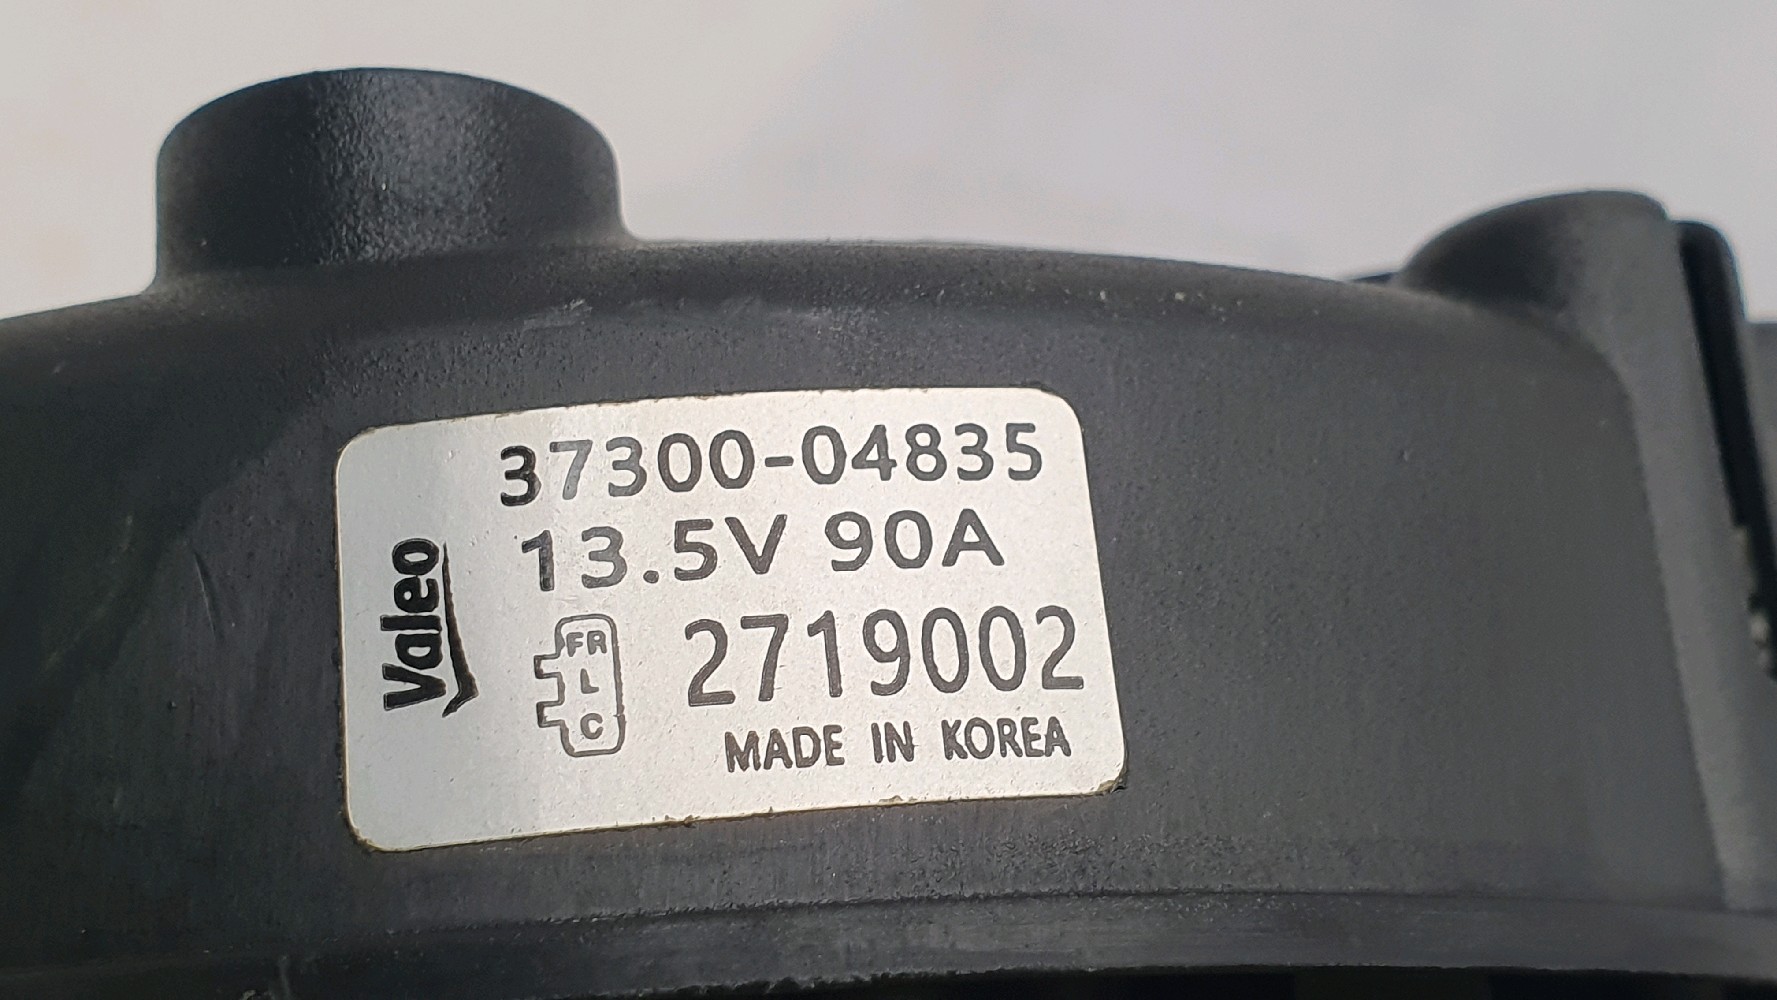 37300-04835
13.5V 90A
Valeo
FR
L
C
2719002
MADE IN KOREA